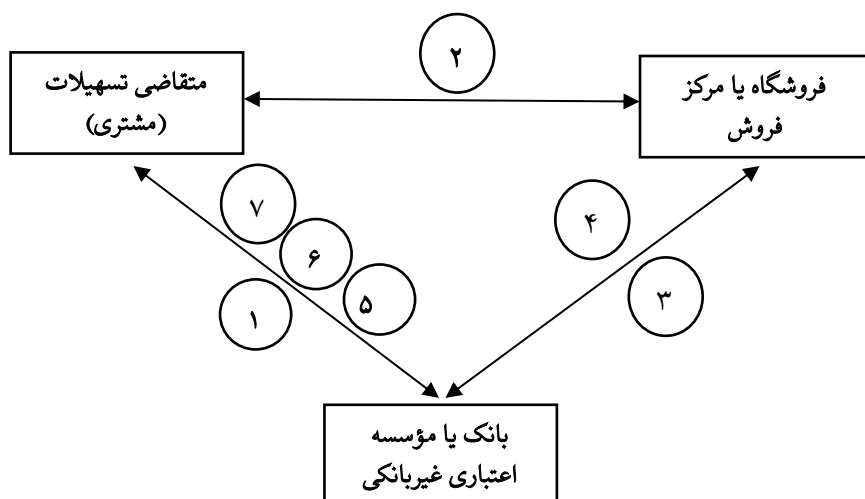 ۲
متقاضی تسهیلات
(مشتری)
فروشگاه یا مرکز
فروش
۷
۴
۶
۳
۵
۱
بانک یا مؤسسه
اعتباری غیربانکی